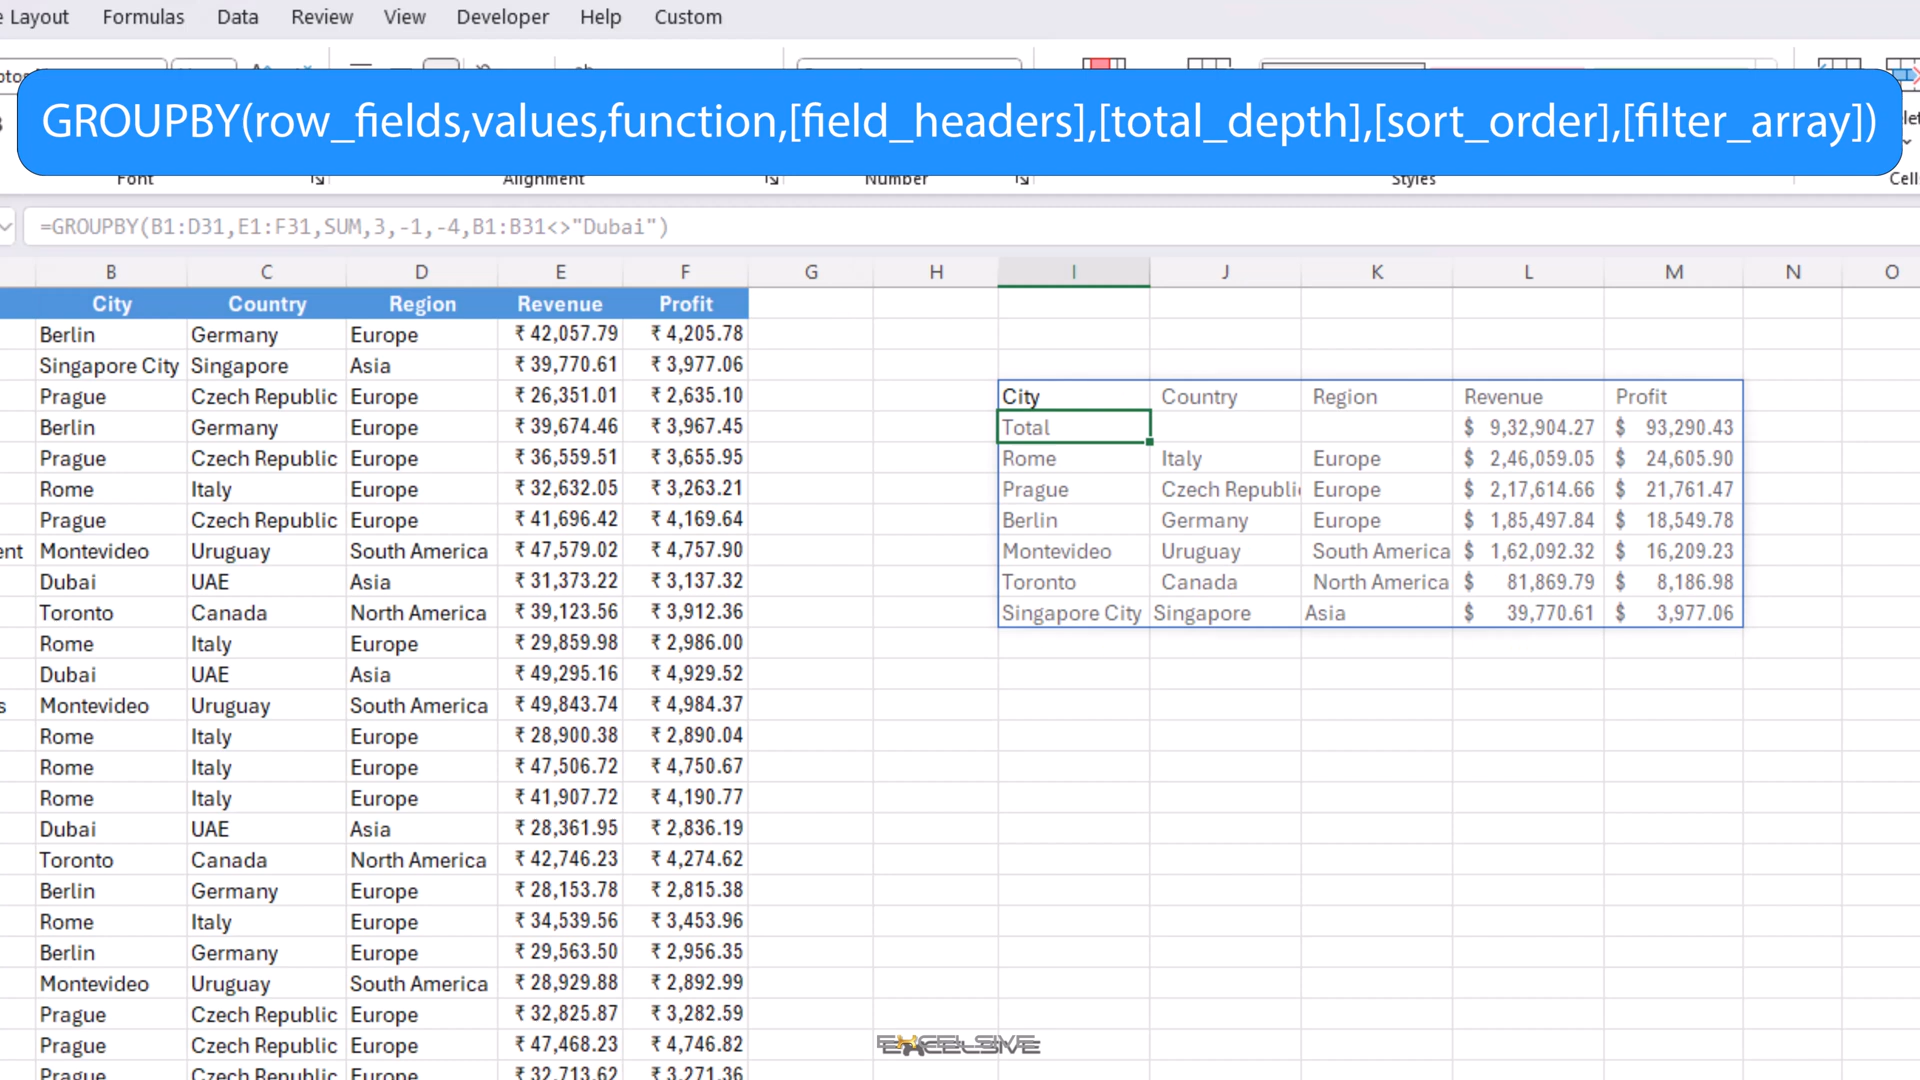 Layout Formulas Data Review View Developer Help Custom
GROUPBY(row_fields,values,function,[field_headers],[total_depth],[sort_order],[filter_array])
Font Alignment Number Styles
=GROUPBY(B1:D31,E1:F31,SUM,3,-1,-4,B1:B31<>"Dubai")
B C D E F G H I J K L M N O
City Country Region Revenue Profit
Berlin Germany Europe ₹ 42,057.79 ₹ 4,205.78
Singapore City Singapore Asia ₹ 39,770.61 ₹ 3,977.06
Prague Czech Republic Europe ₹ 26,351.01 ₹ 2,635.10 City Country Region Revenue Profit
Berlin Germany Europe ₹ 39,674.46 ₹ 3,967.45 Total $ 9,32,904.27 $ 93,290.43
Prague Czech Republic Europe ₹ 36,559.51 ₹ 3,655.95 Rome Italy Europe $ 2,46,059.05 $ 24,605.90
Rome Italy Europe ₹ 32,632.05 ₹ 3,263.21 Prague Czech Republi Europe $ 2,17,614.66 $ 21,761.47
Prague Czech Republic Europe ₹ 41,696.42 ₹ 4,169.64 Berlin Germany Europe $ 1,85,497.84 $ 18,549.78
ent Montevideo Uruguay South America ₹ 47,579.02 ₹ 4,757.90 Montevideo Uruguay South America $ 1,62,092.32 $ 16,209.23
Dubai UAE Asia ₹ 31,373.22 ₹ 3,137.32 Toronto Canada North America $ 81,869.79 $ 8,186.98
Toronto Canada North America ₹ 39,123.56 ₹ 3,912.36 Singapore City Singapore Asia $ 39,770.61 $ 3,977.06
Rome Italy Europe ₹ 29,859.98 ₹ 2,986.00
Dubai UAE Asia ₹ 49,295.16 ₹ 4,929.52
s Montevideo Uruguay South America ₹ 49,843.74 ₹ 4,984.37
Rome Italy Europe ₹ 28,900.38 ₹ 2,890.04
Rome Italy Europe ₹ 47,506.72 ₹ 4,750.67
Rome Italy Europe ₹ 41,907.72 ₹ 4,190.77
Dubai UAE Asia ₹ 28,361.95 ₹ 2,836.19
Toronto Canada North America ₹ 42,746.23 ₹ 4,274.62
Berlin Germany Europe ₹ 28,153.78 ₹ 2,815.38
Rome Italy Europe ₹ 34,539.56 ₹ 3,453.96
Berlin Germany Europe ₹ 29,563.50 ₹ 2,956.35
Montevideo Uruguay South America ₹ 28,929.88 ₹ 2,892.99
Prague Czech Republic Europe ₹ 32,825.87 ₹ 3,282.59
Prague Czech Republic Europe ₹ 47,468.23 ₹ 4,746.82
Prague Czech Republic Europe ₹ 32,713.62 ₹ 3,271.36
EXCELSIVE